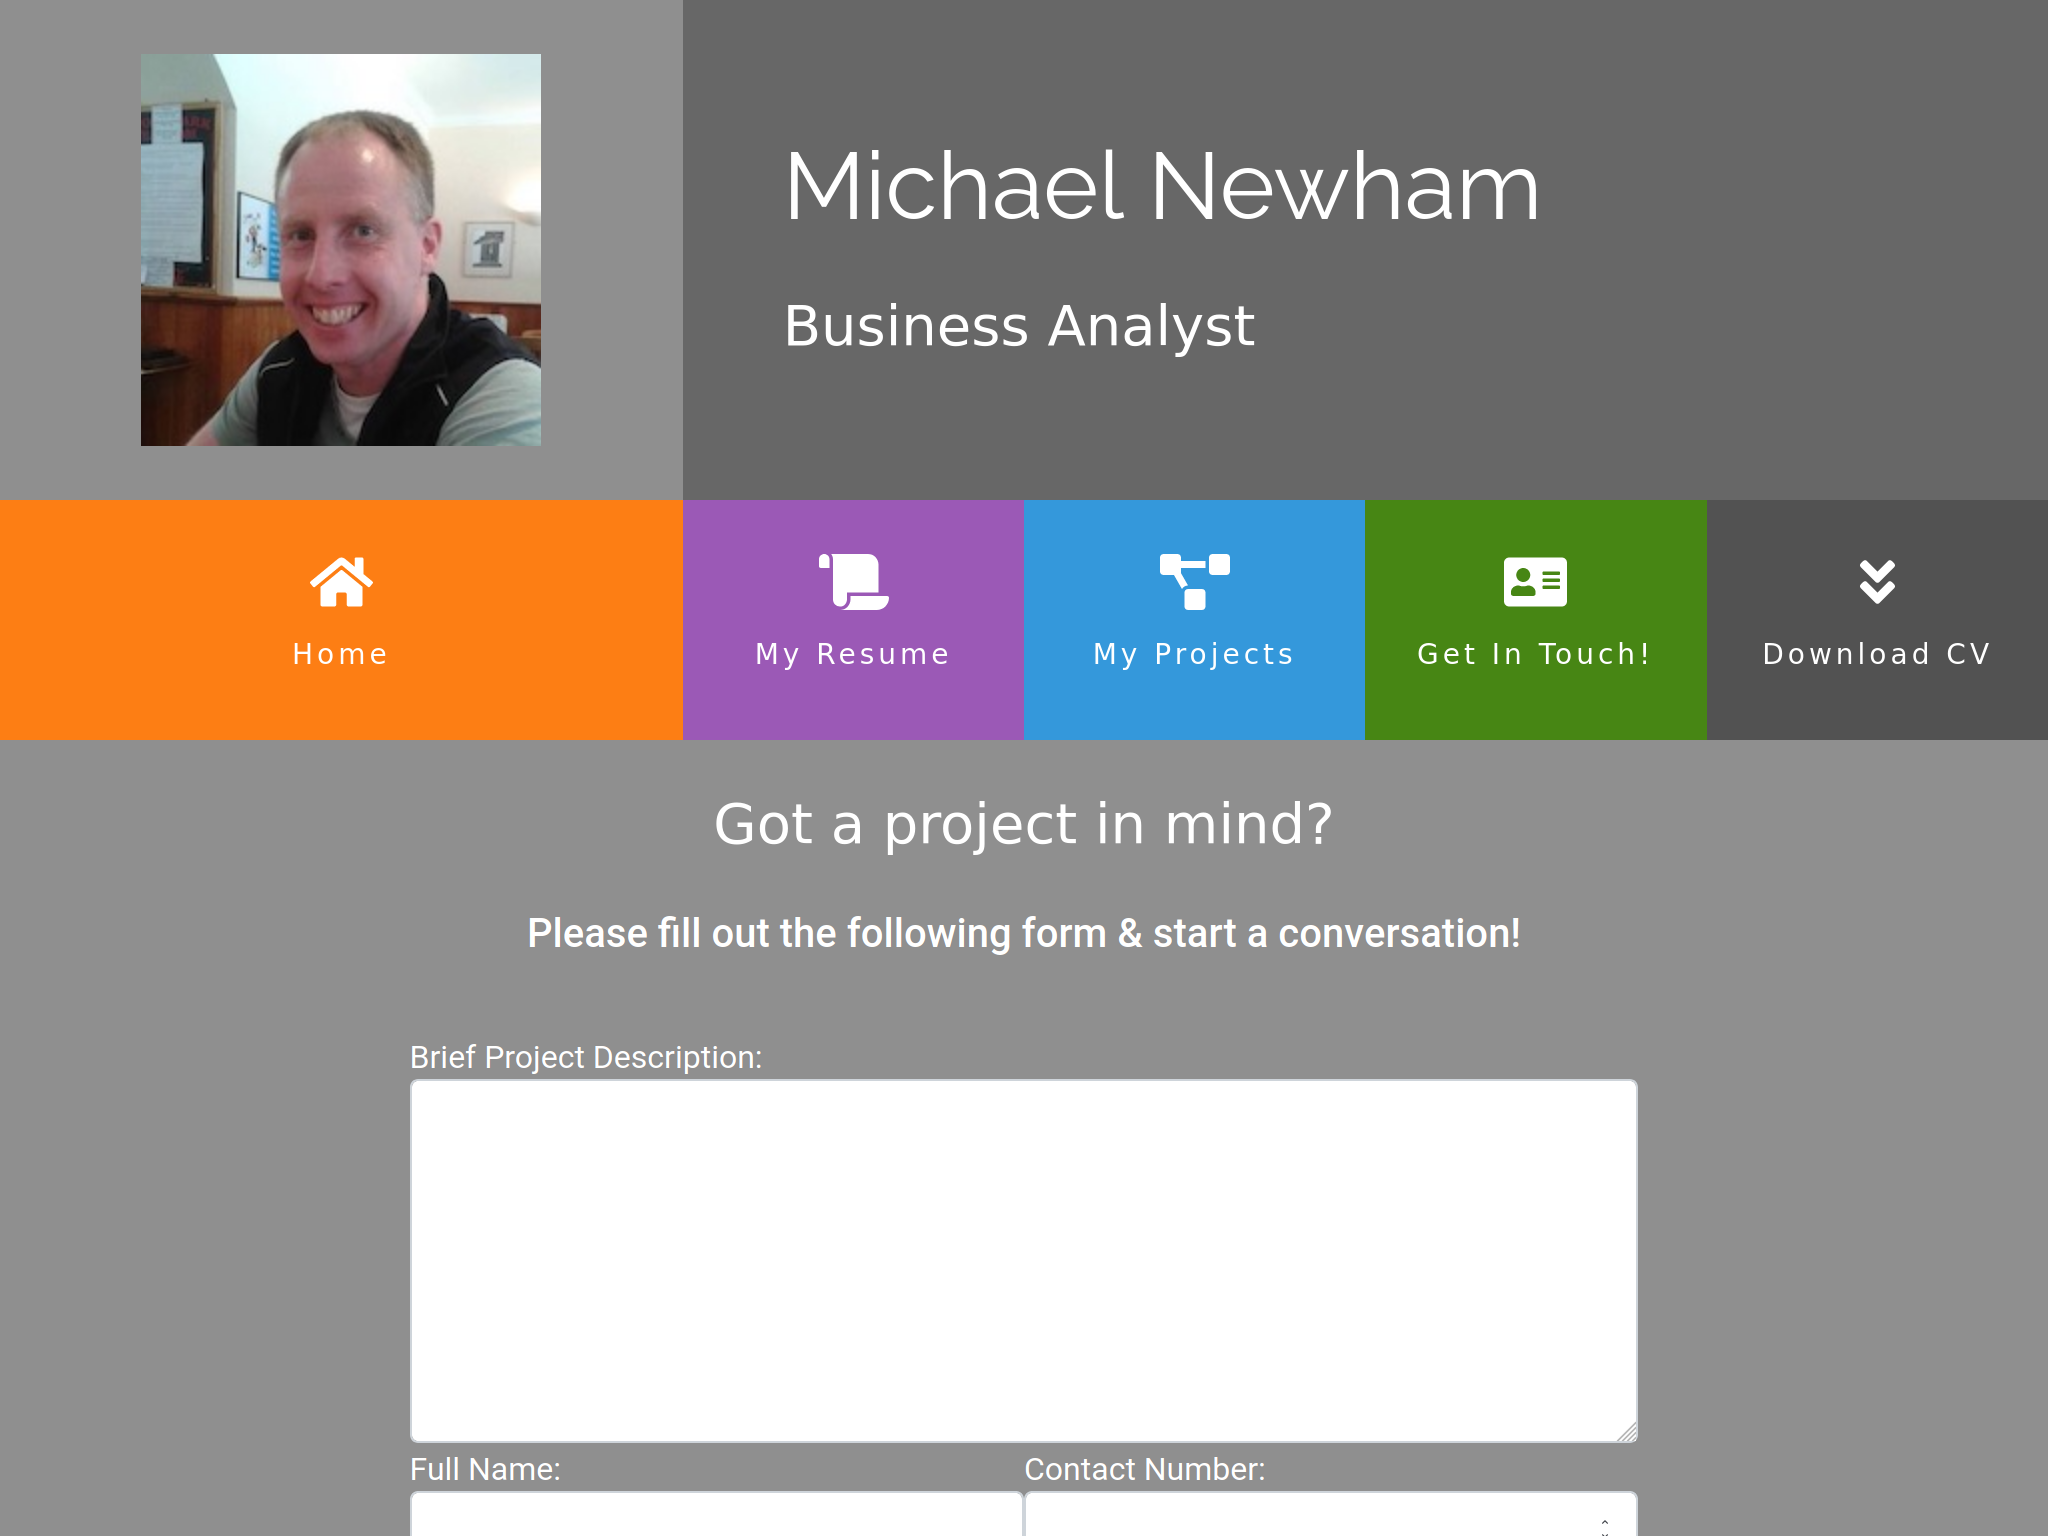 Michael Newham
Business Analyst
Home
My Resume
My Projects
Get In Touch!
Download CV
Got a project in mind?
Please fill out the following form & start a conversation!
Brief Project Description:
Full Name:
Contact Number: